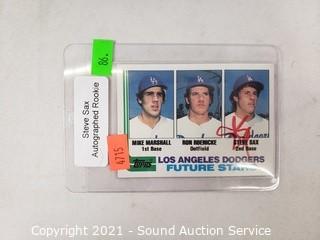 86.
Steve Sax
Autographed Rookie
4715
MIKE MARSHALL
1st Base
RON ROENICKE
Outfield
STEVE SAX
2nd Base
Topps
LOS ANGELES DODGERS
FUTURE STARS
Copyright 2021 - Sound Auction Service